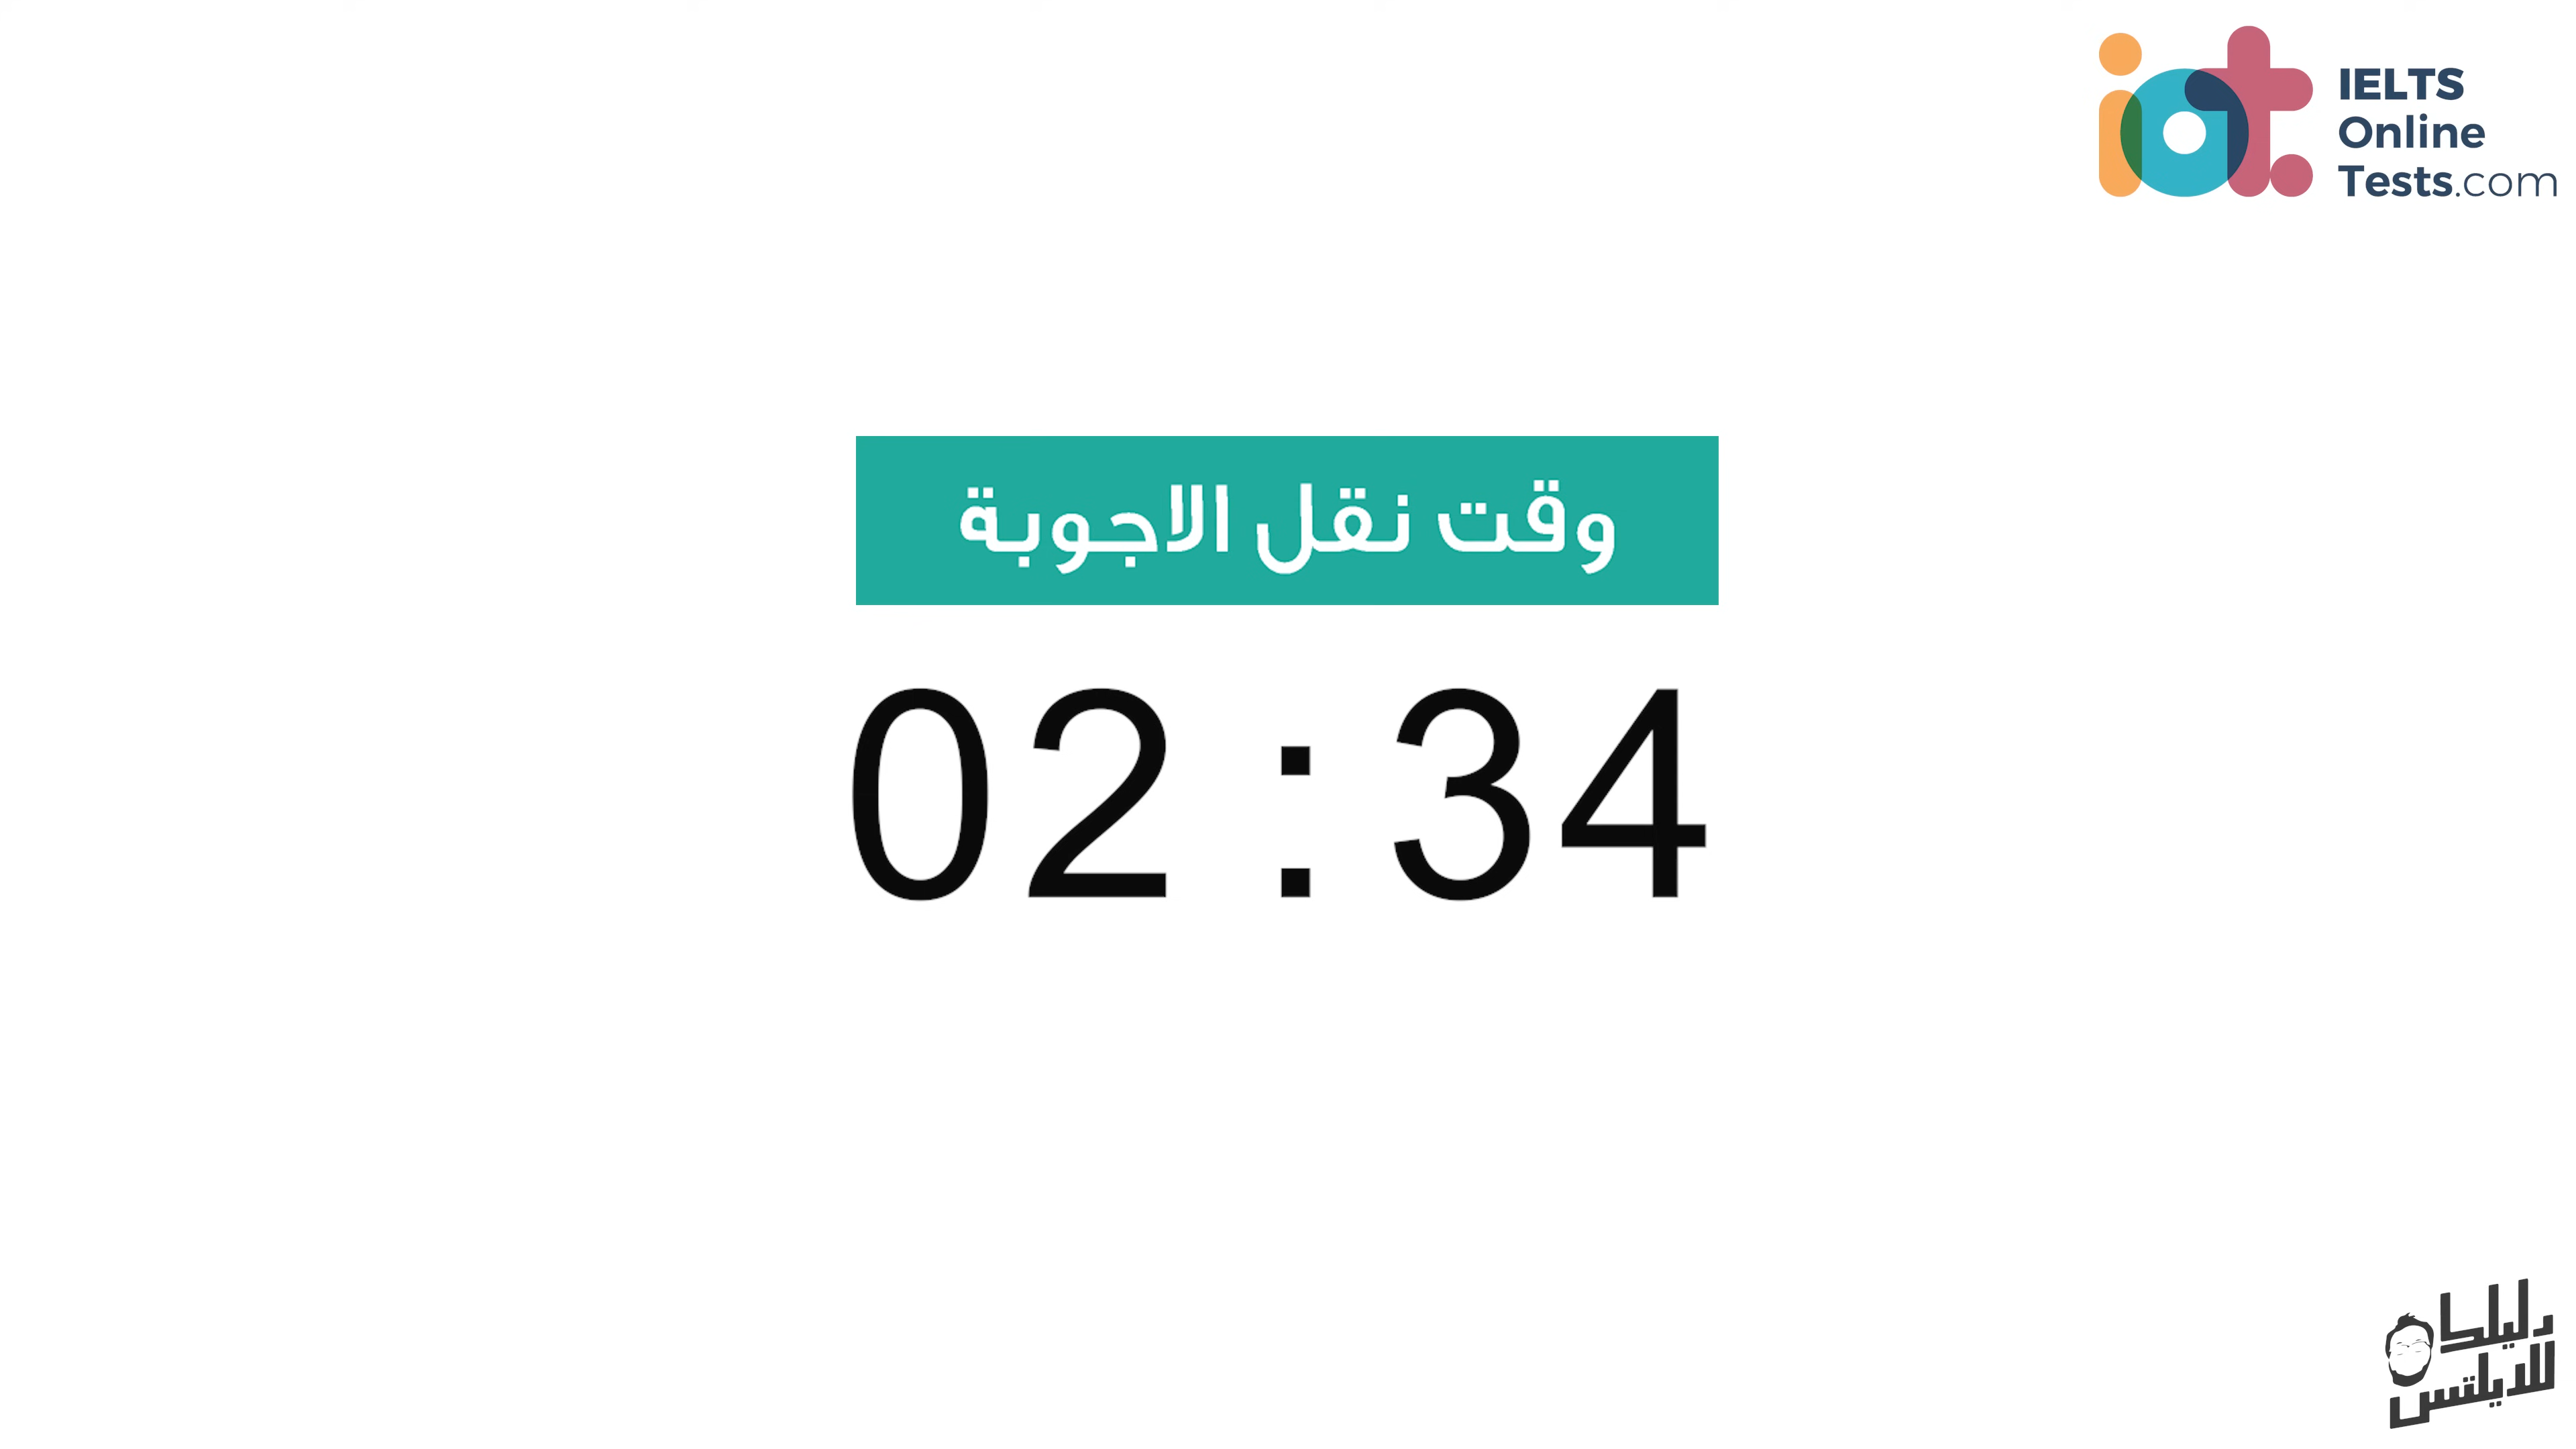 IELTS
Online
Tests.com
وقت نقل الاجوبة
02 : 34
دليلك
للايلتس